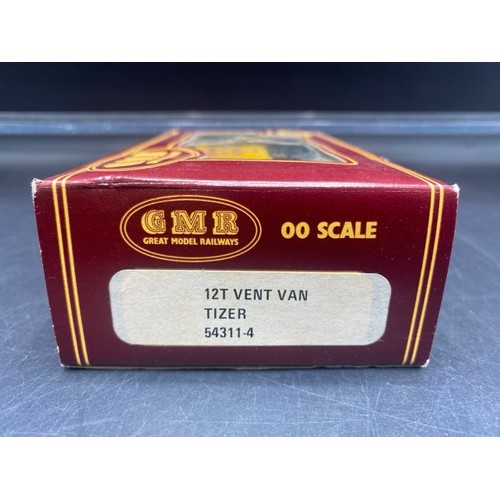 GMR
GREAT MODEL RAILWAYS
OO SCALE
12T VENT VAN
TIZER
54311-4